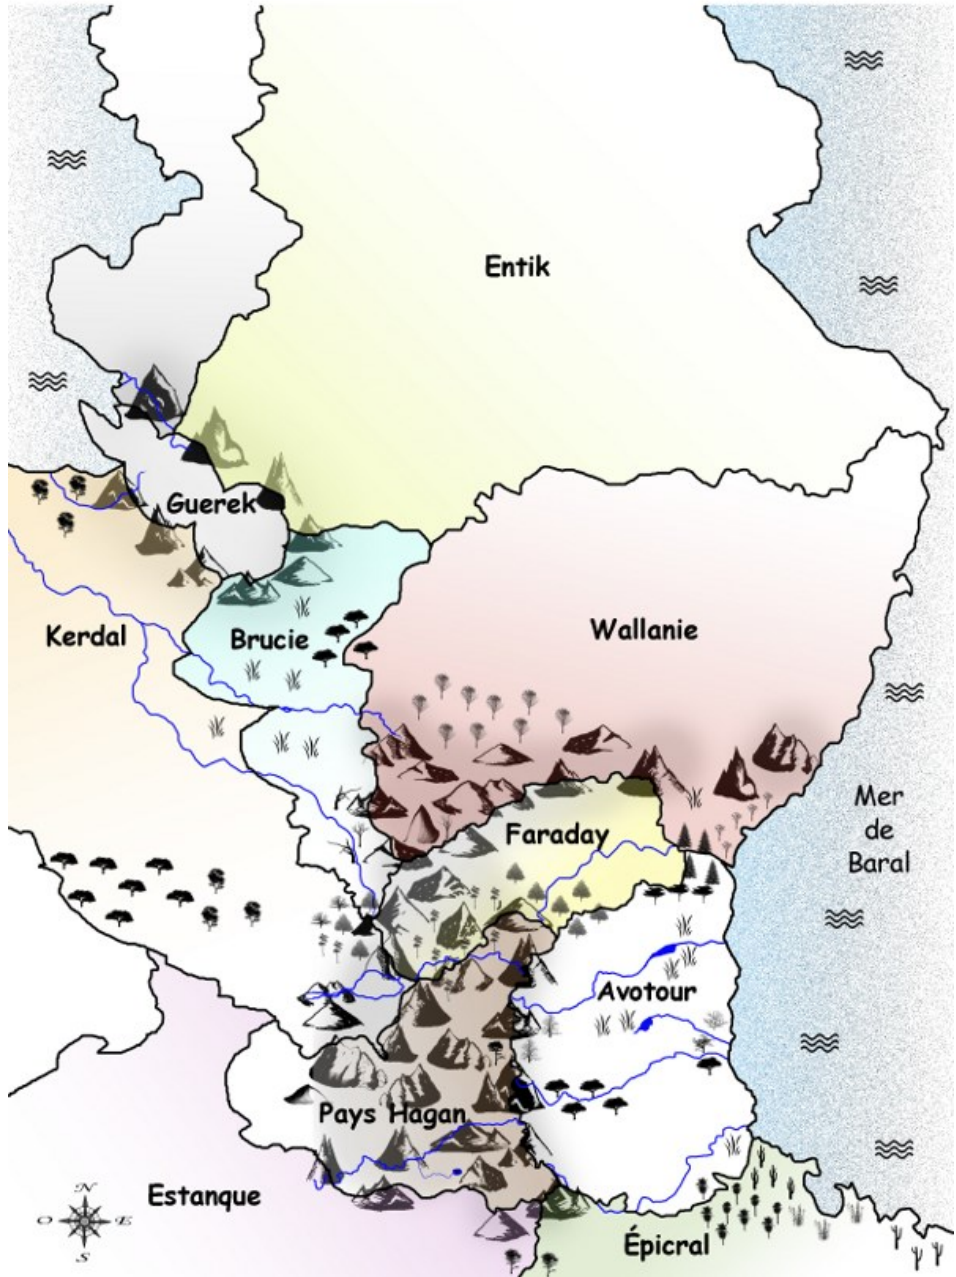 Entik
Guerek
Kerdal
Brucie
Wallanie
Mer
de
Baral
Faraday
Avotour
Pays Hagan
Estanque
Épicral
N
O
E
S